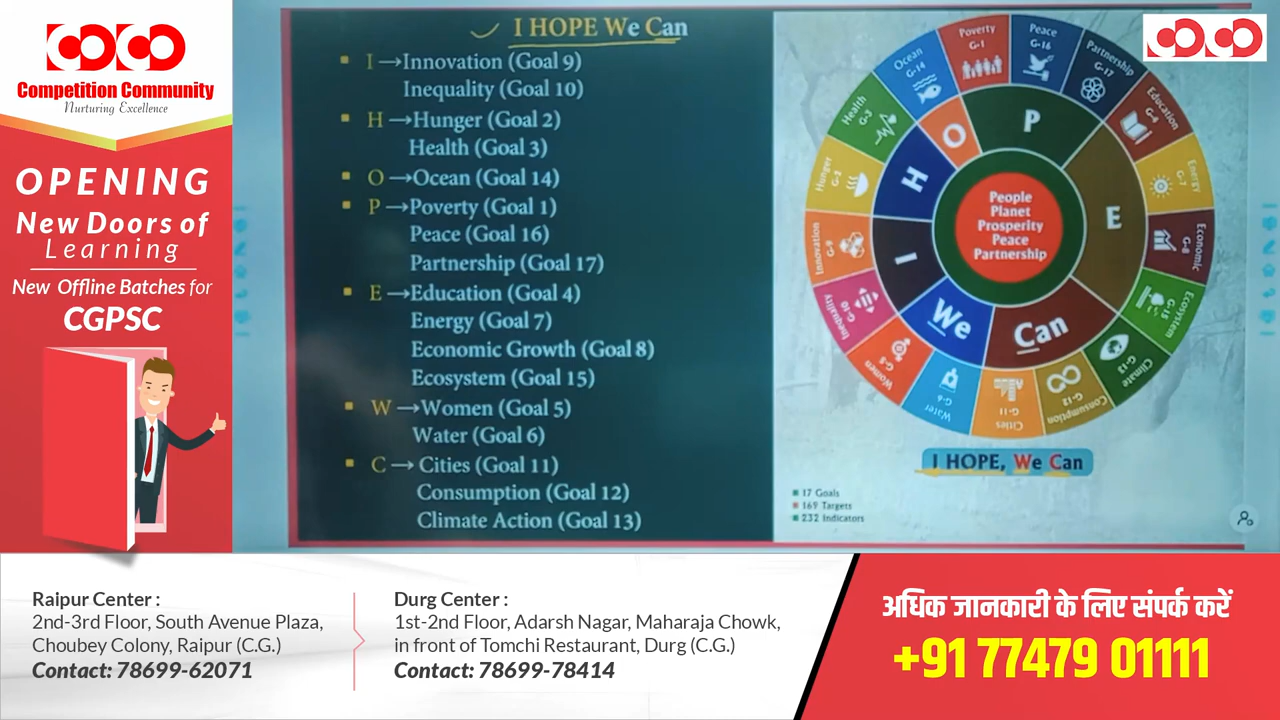 COCO
Competition Community
Nurturing Excellence
OPENING
New Doors of
Learning
New Offline Batches for
CGPSC
I HOPE We Can
I →Innovation (Goal 9)
Inequality (Goal 10)
H →Hunger (Goal 2)
Health (Goal 3)
O →Ocean (Goal 14)
P →Poverty (Goal 1)
Peace (Goal 16)
Partnership (Goal 17)
E →Education (Goal 4)
Energy (Goal 7)
Economic Growth (Goal 8)
Ecosystem (Goal 15)
W →Women (Goal 5)
Water (Goal 6)
C → Cities (Goal 11)
Consumption (Goal 12)
Climate Action (Goal 13)
COCO
Poverty G-1
Peace G-16
Partnership G-17
Education G-4
Energy G-7
Economic G-8
Ecosystem G-15
Climate G-13
Consumption G-12
Cities G-11
Water G-6
Women G-5
Inequality G-10
Innovation G-9
Hunger G-2
Health G-3
Ocean G-14
I
H
O
P
E
We
Can
People
Planet
Prosperity
Peace
Partnership
I HOPE, We Can
17 Goals
169 Targets
232 Indicators
Raipur Center :
2nd-3rd Floor, South Avenue Plaza,
Choubey Colony, Raipur (C.G.)
Contact: 78699-62071
Durg Center :
1st-2nd Floor, Adarsh Nagar, Maharaja Chowk,
in front of Tomchi Restaurant, Durg (C.G.)
Contact: 78699-78414
अधिक जानकारी के लिए संपर्क करें
+91 77479 01111